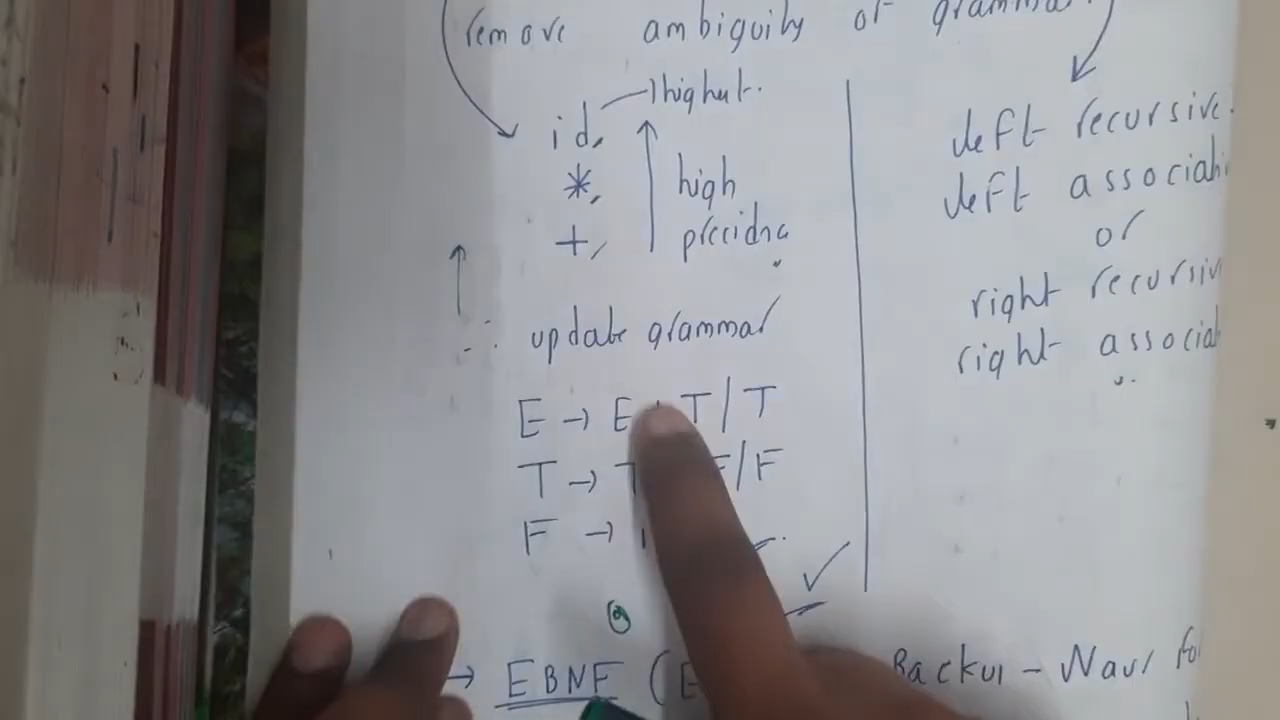 remove ambiguity of grammar
id, highest.
*, high
+, precidna
∴ update grammar
E → E + T / T
T → T F / F
F →
left recursive.
left associati
or
right recursiv
right associat
→ EBNF (E Backus - Naur fo